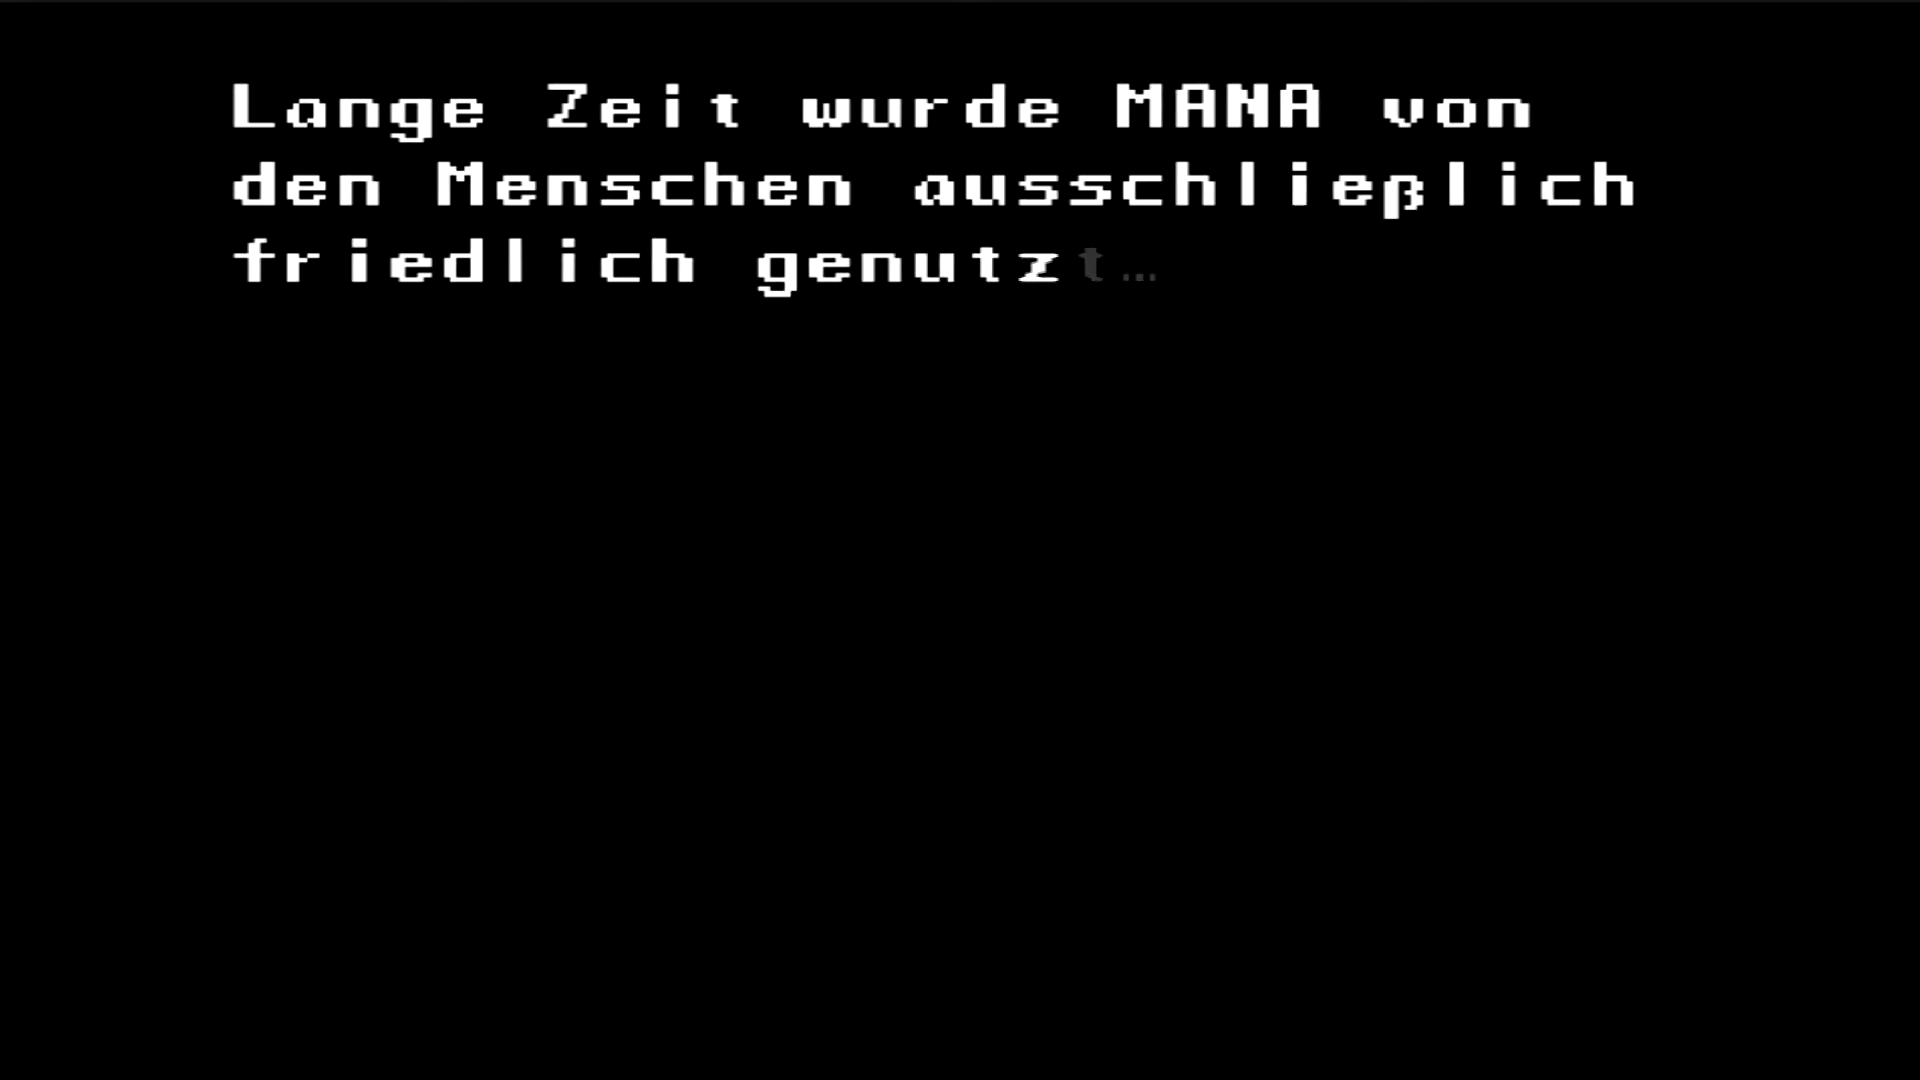 Lange Zeit wurde MANA von
den Menschen ausschließlich
friedlich genutzt…